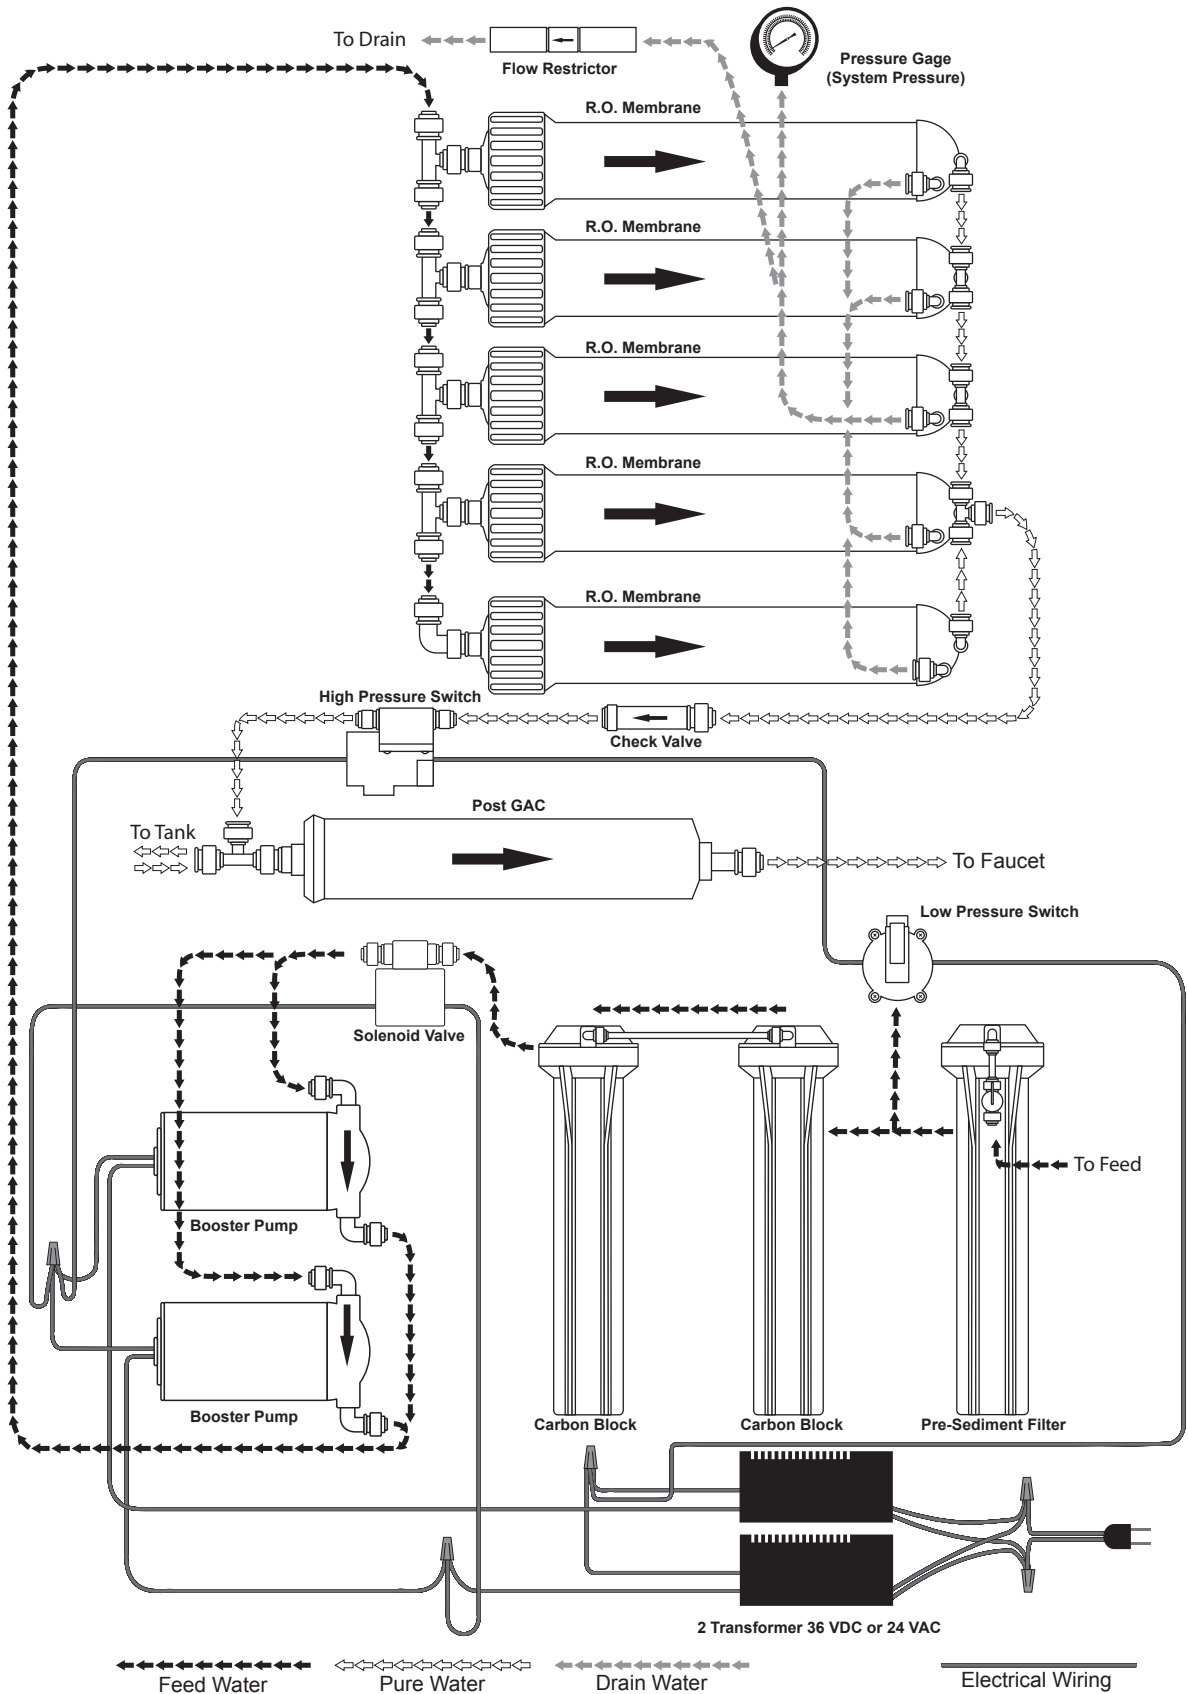 To Drain
Flow Restrictor
Pressure Gage
(System Pressure)
R.O. Membrane
R.O. Membrane
R.O. Membrane
R.O. Membrane
R.O. Membrane
High Pressure Switch
Check Valve
Post GAC
To Tank
To Faucet
Low Pressure Switch
Solenoid Valve
To Feed
Booster Pump
Booster Pump
Carbon Block
Carbon Block
Pre-Sediment Filter
2 Transformer 36 VDC or 24 VAC
Feed Water
Pure Water
Drain Water
Electrical Wiring